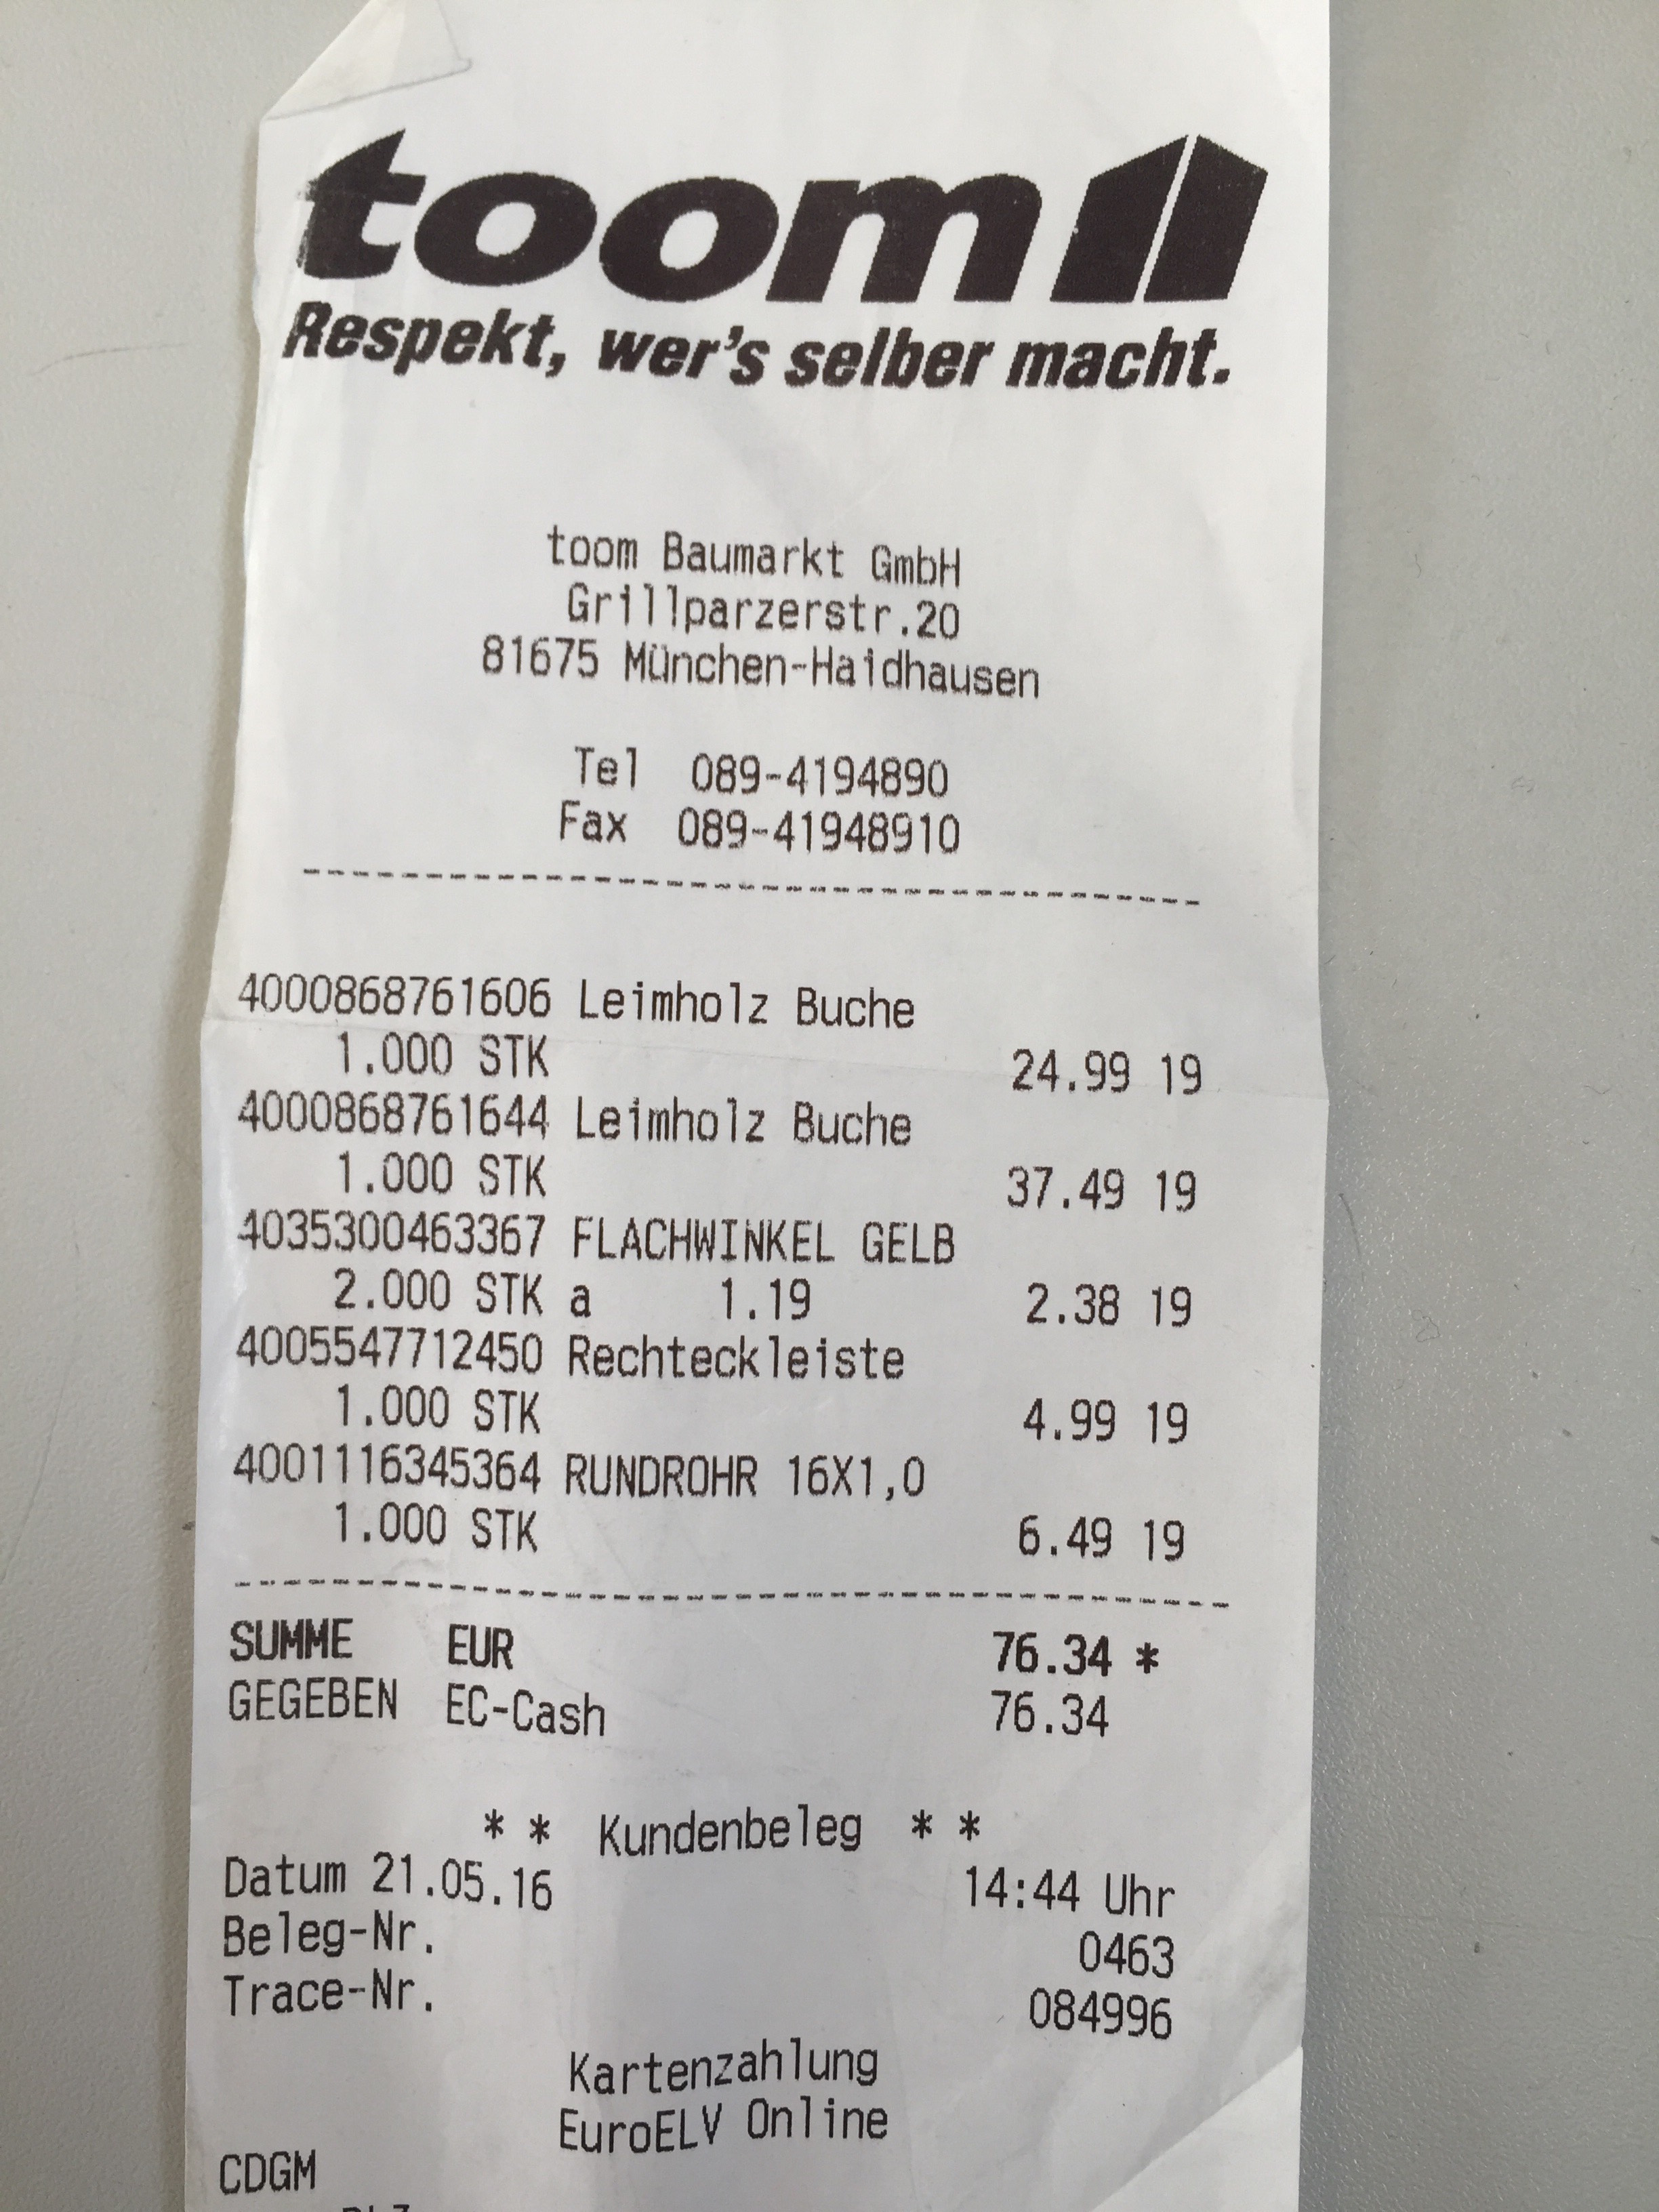 toom
Respekt, wer's selber macht.
toom Baumarkt GmbH
Grillparzerstr.20
81675 München-Haidhausen
Tel 089-4194890
Fax 089-41948910
4000868761606 Leimholz Buche
1.000 STK 24.99 19
4000868761644 Leimholz Buche
1.000 STK 37.49 19
4035300463367 FLACHWINKEL GELB
2.000 STK a 1.19 2.38 19
4005547712450 Rechteckleiste
1.000 STK 4.99 19
4001116345364 RUNDROHR 16X1,0
1.000 STK 6.49 19
SUMME EUR 76.34 *
GEGEBEN EC-Cash 76.34
* * Kundenbeleg * *
Datum 21.05.16 14:44 Uhr
Beleg-Nr. 0463
Trace-Nr. 084996
Kartenzahlung
EuroELV Online
CDGM